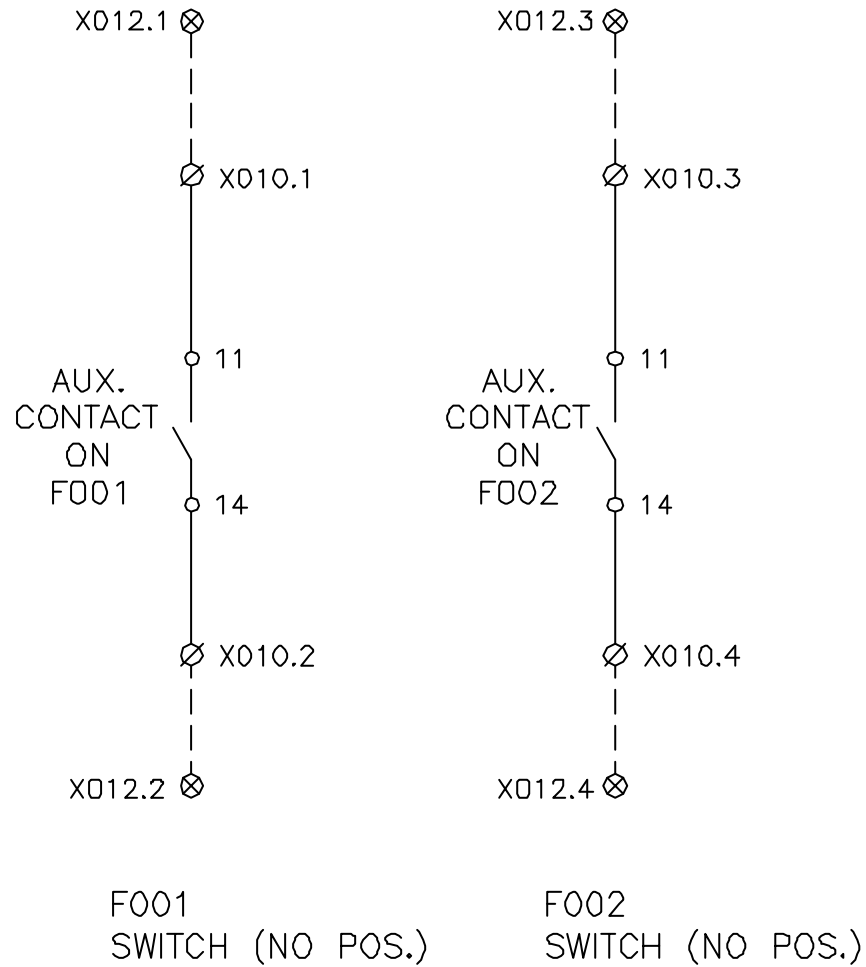 X012.1
X012.3
X010.1
X010.3
11
11
AUX.
CONTACT
ON
F001
AUX.
CONTACT
ON
F002
14
14
X010.2
X010.4
X012.2
X012.4
F001
SWITCH (NO POS.)
F002
SWITCH (NO POS.)